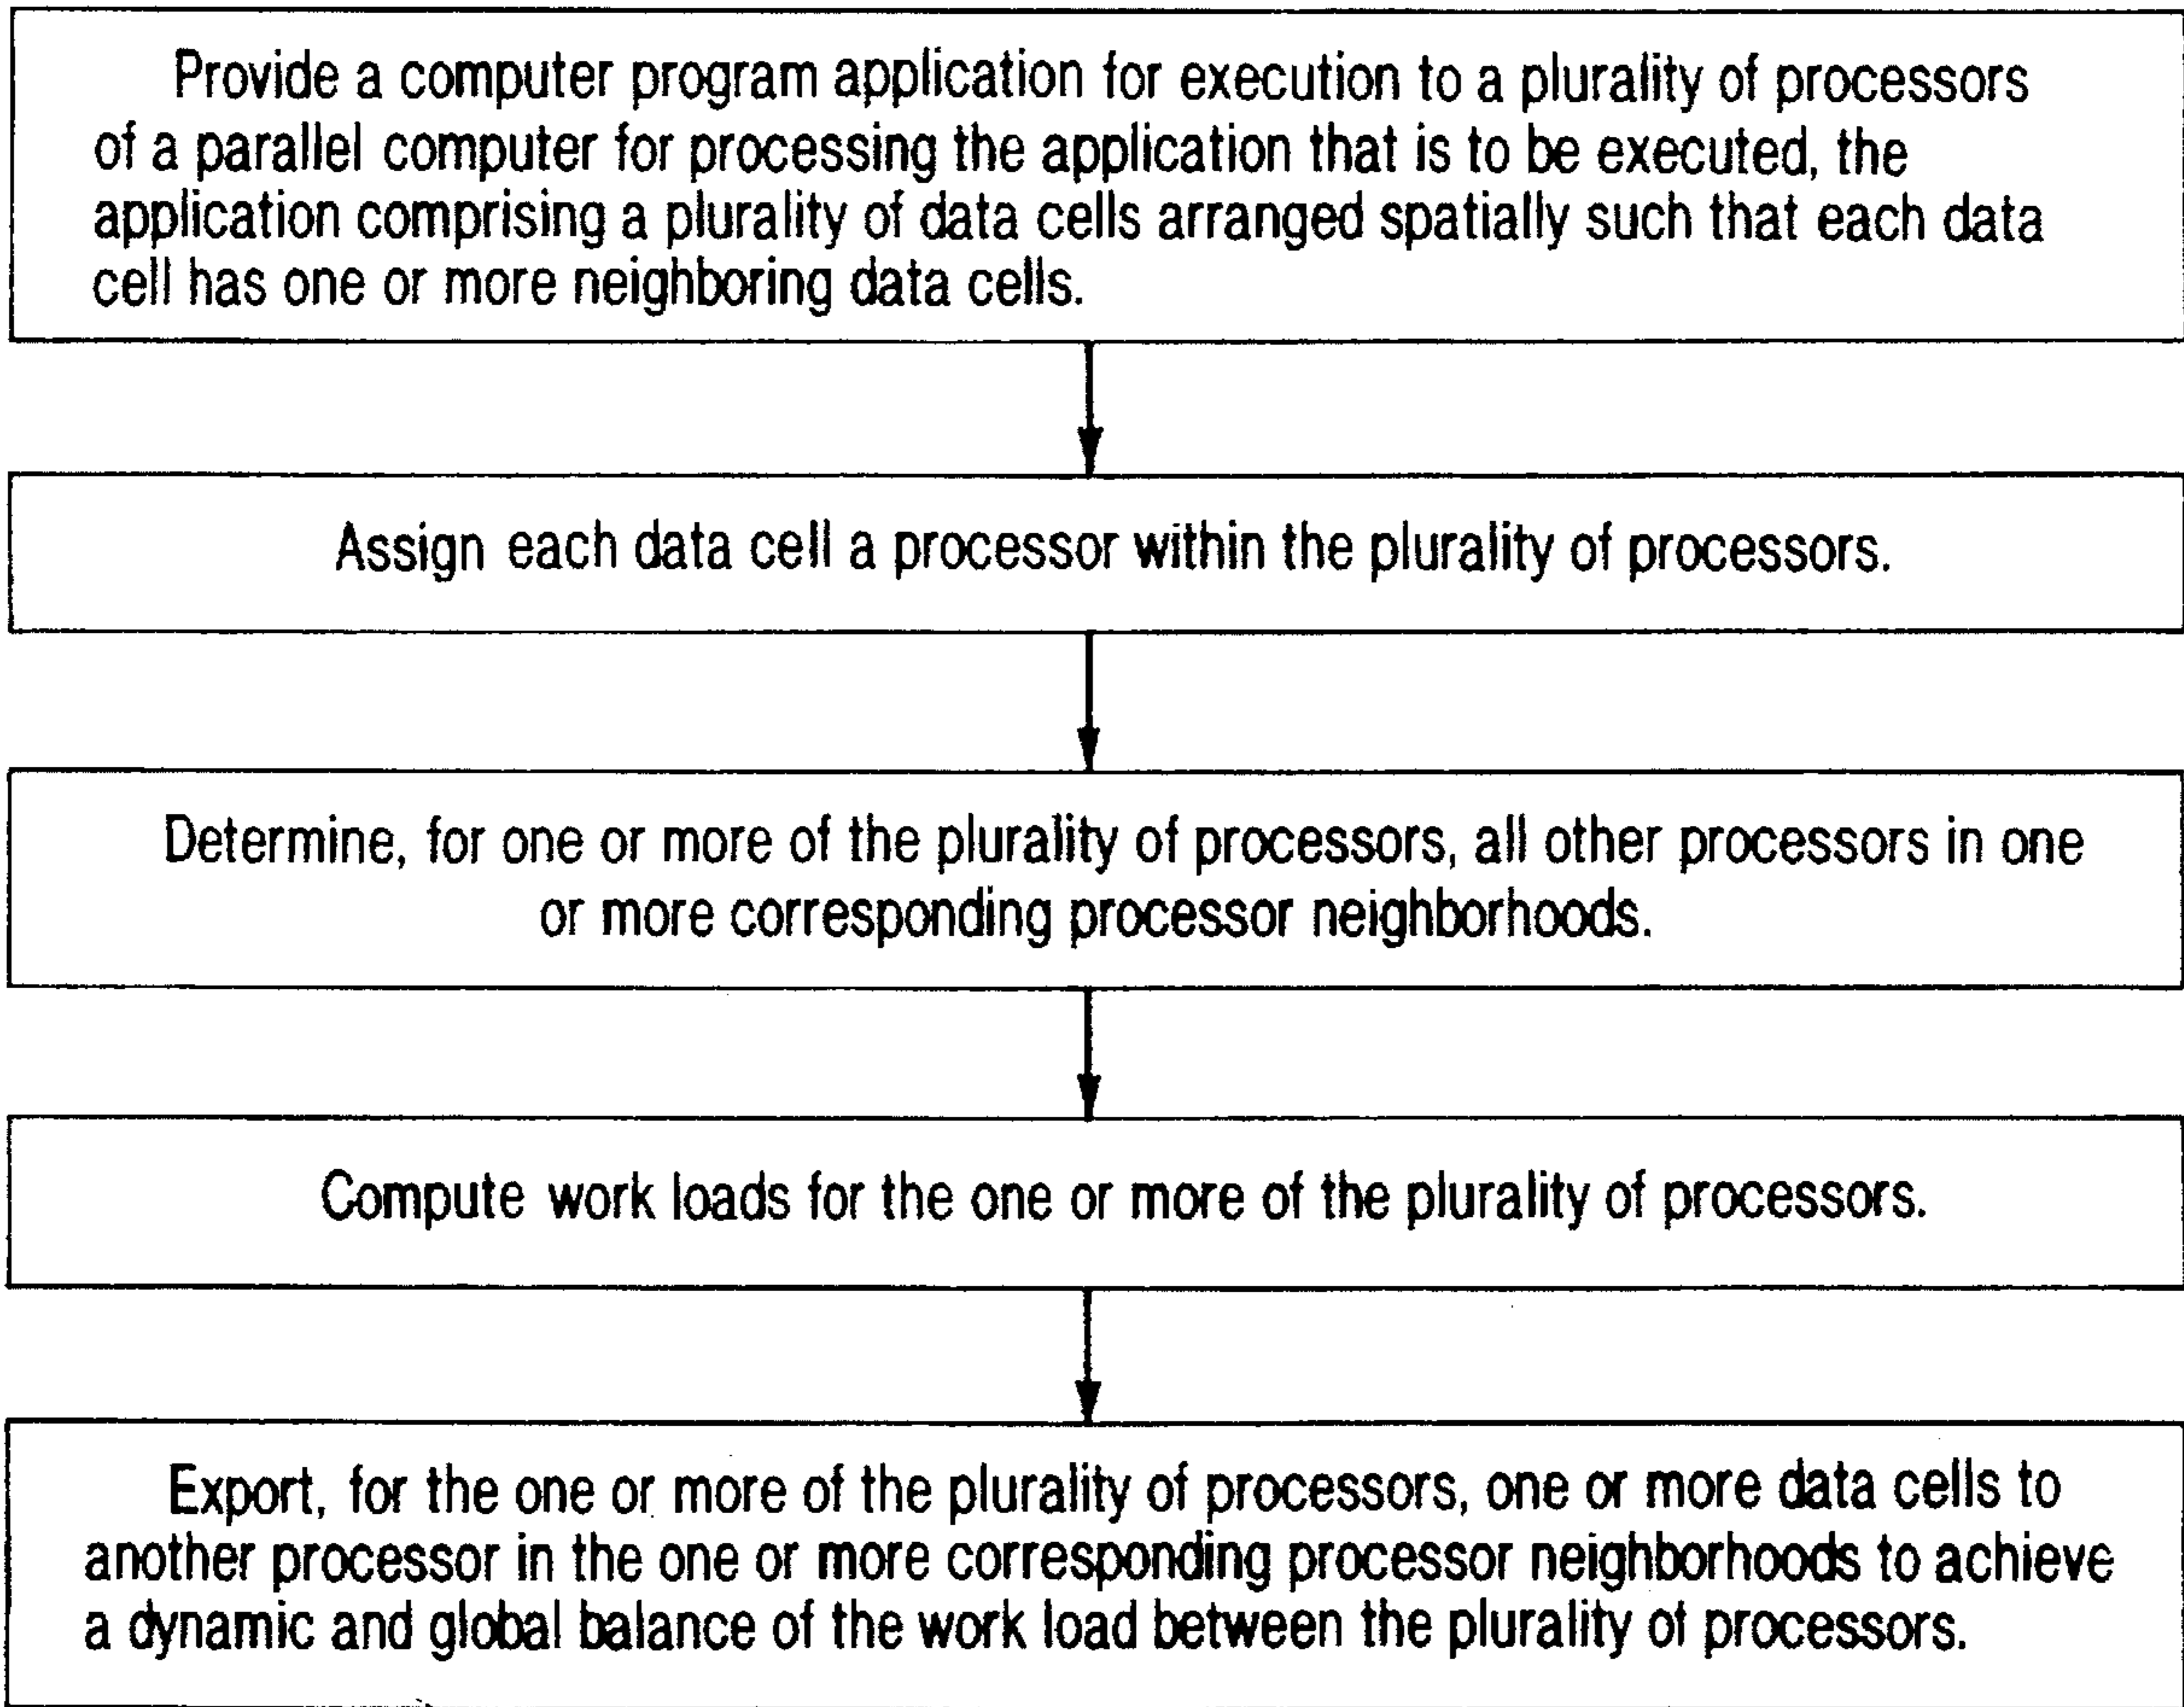 Provide a computer program application for execution to a plurality of processors
of a parallel computer for processing the application that is to be executed, the
application comprising a plurality of data cells arranged spatially such that each data
cell has one or more neighboring data cells.
Assign each data cell a processor within the plurality of processors.
Determine, for one or more of the plurality of processors, all other processors in one
or more corresponding processor neighborhoods.
Compute work loads for the one or more of the plurality of processors.
Export, for the one or more of the plurality of processors, one or more data cells to
another processor in the one or more corresponding processor neighborhoods to achieve
a dynamic and global balance of the work load between the plurality of processors.